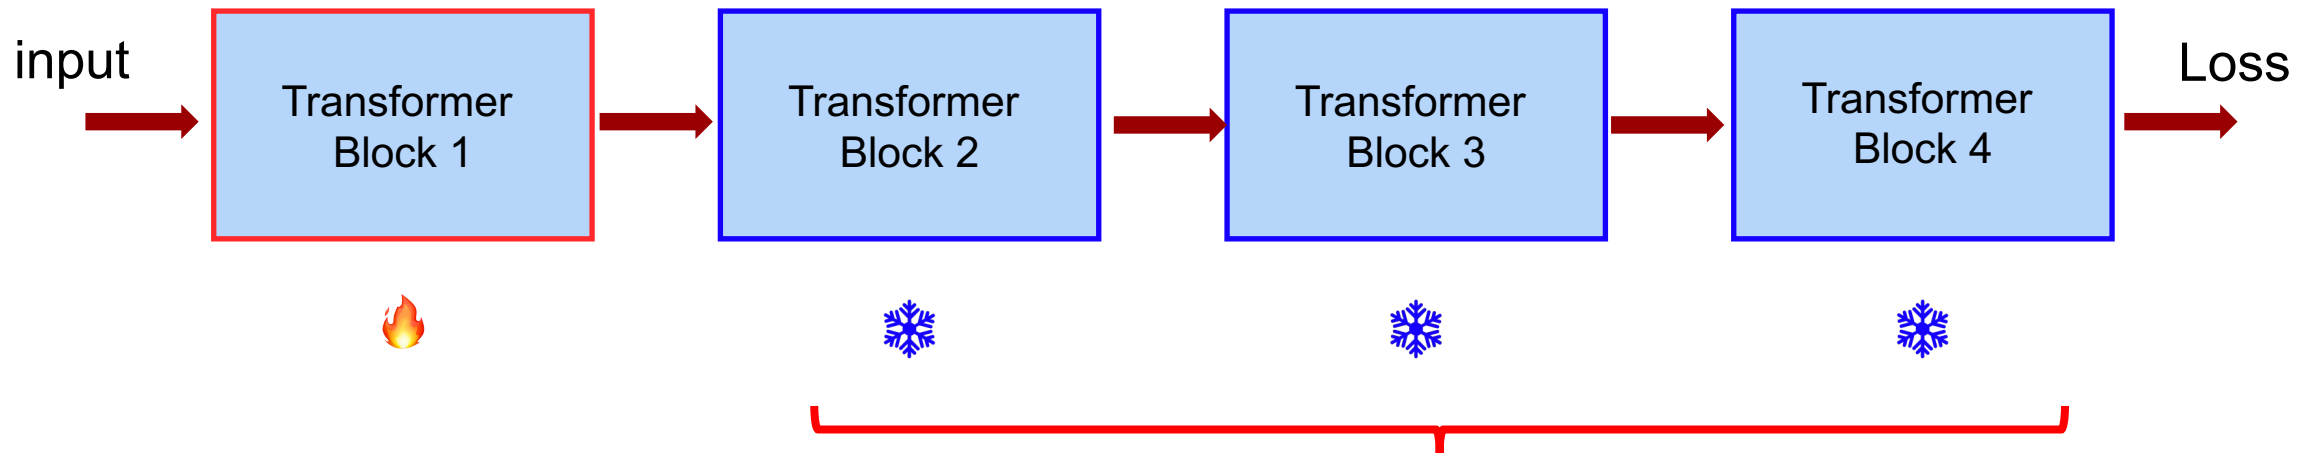 input
Transformer
Block 1
Transformer
Block 2
Transformer
Block 3
Transformer
Block 4
Loss